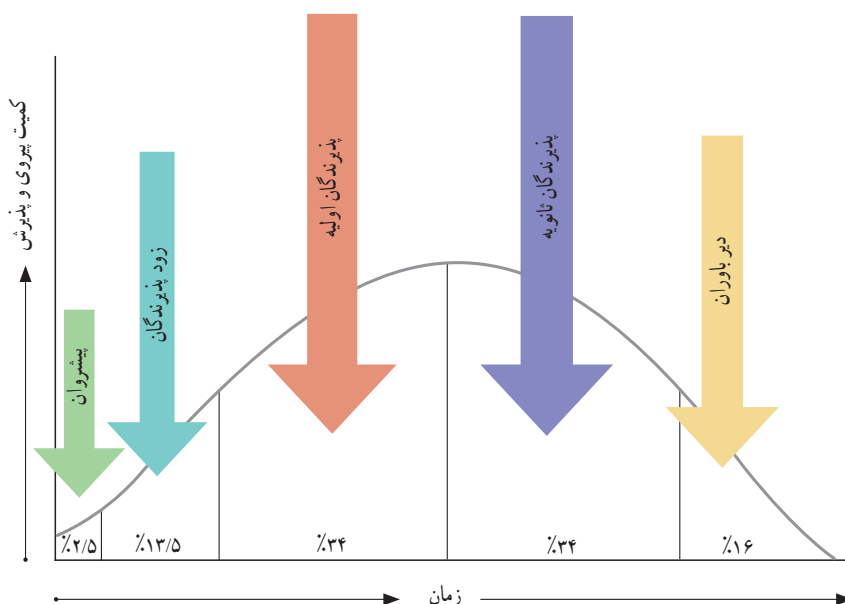 کمیت پیروی و پذیرش
پیشروان
زود پذیرندگان
پذیرندگان اولیه
پذیرندگان ثانویه
دیر باوران
٪۲/۵
٪۱۳/۵
٪۳۴
٪۳۴
٪۱۶
زمان